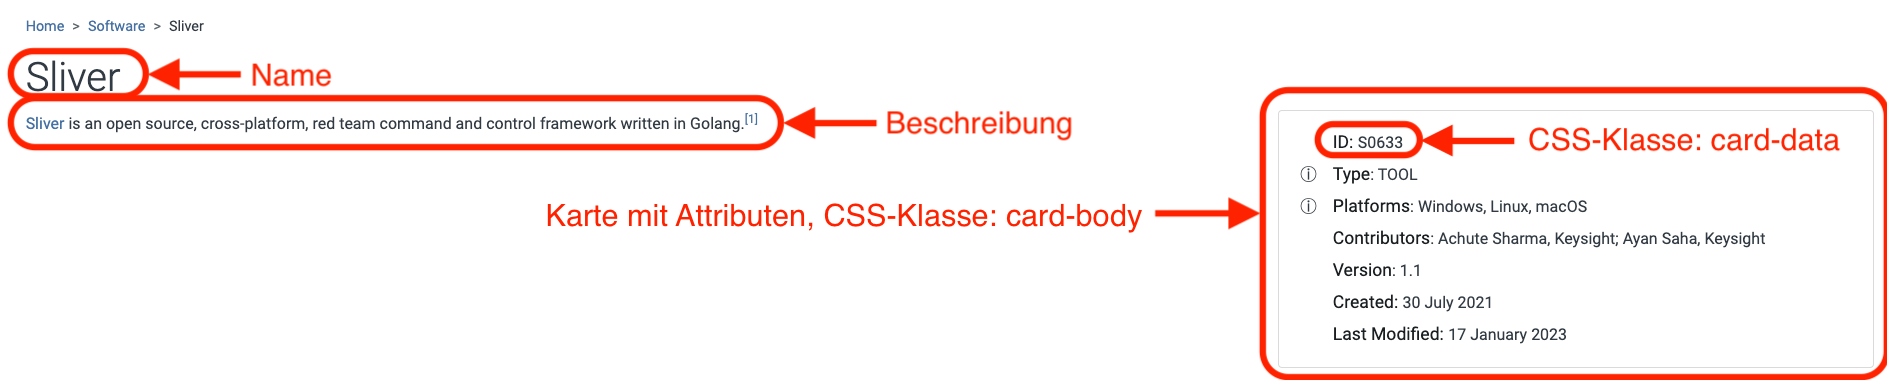 Home > Software > Sliver
Sliver
Name
Sliver is an open source, cross-platform, red team command and control framework written in Golang.[1]
Beschreibung
Karte mit Attributen, CSS-Klasse: card-body
ID: S0633
CSS-Klasse: card-data
ⓘ Type: TOOL
ⓘ Platforms: Windows, Linux, macOS
Contributors: Achute Sharma, Keysight; Ayan Saha, Keysight
Version: 1.1
Created: 30 July 2021
Last Modified: 17 January 2023